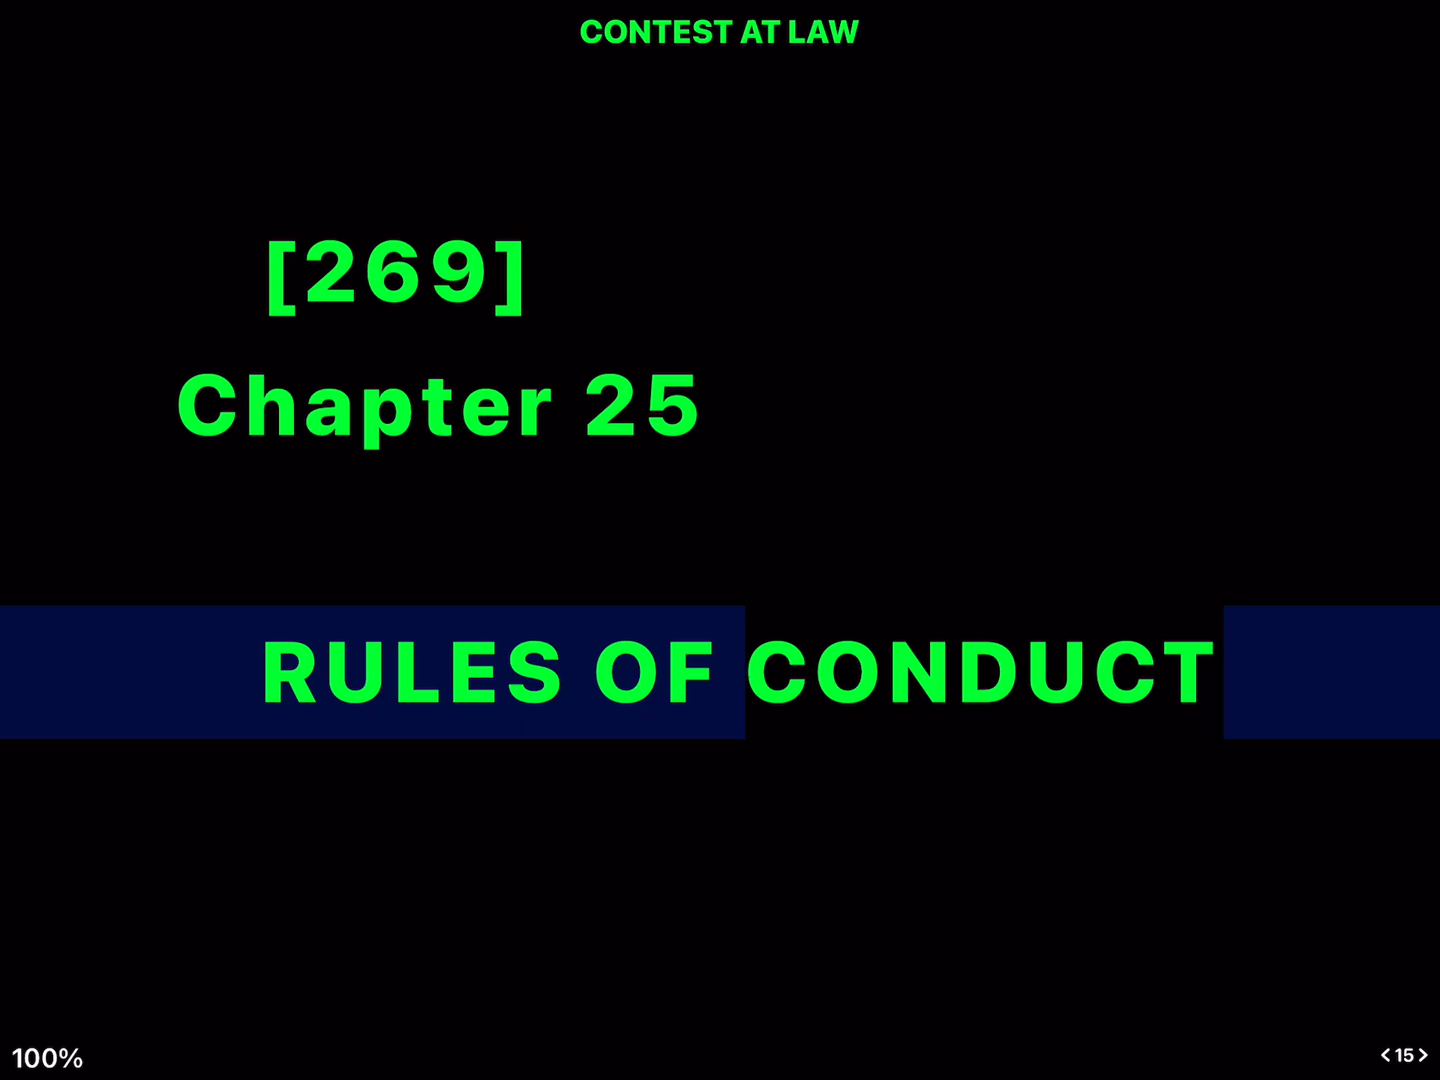 CONTEST AT LAW
[269]
Chapter 25
RULES OF CONDUCT
100%
<15>